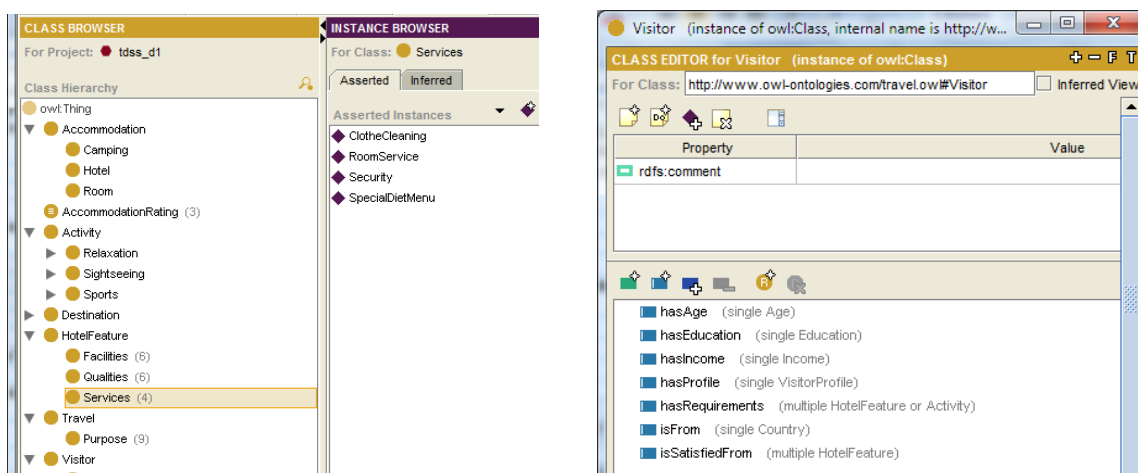 CLASS BROWSER
For Project: tdss_d1
Class Hierarchy
owl:Thing
Accommodation
Camping
Hotel
Room
AccommodationRating (3)
Activity
Relaxation
Sightseeing
Sports
Destination
HotelFeature
Facilities (6)
Qualities (6)
Services (4)
Travel
Purpose (9)
Visitor
INSTANCE BROWSER
For Class: Services
Asserted Inferred
Asserted Instances
ClotheCleaning
RoomService
Security
SpecialDietMenu
Visitor (instance of owl:Class, internal name is http://w...
CLASS EDITOR for Visitor (instance of owl:Class) F T
For Class: http://www.owl-ontologies.com/travel.owl#Visitor Inferred View
Property Value
rdfs:comment
hasAge (single Age)
hasEducation (single Education)
hasIncome (single Income)
hasProfile (single VisitorProfile)
hasRequirements (multiple HotelFeature or Activity)
isFrom (single Country)
isSatisfiedFrom (multiple HotelFeature)